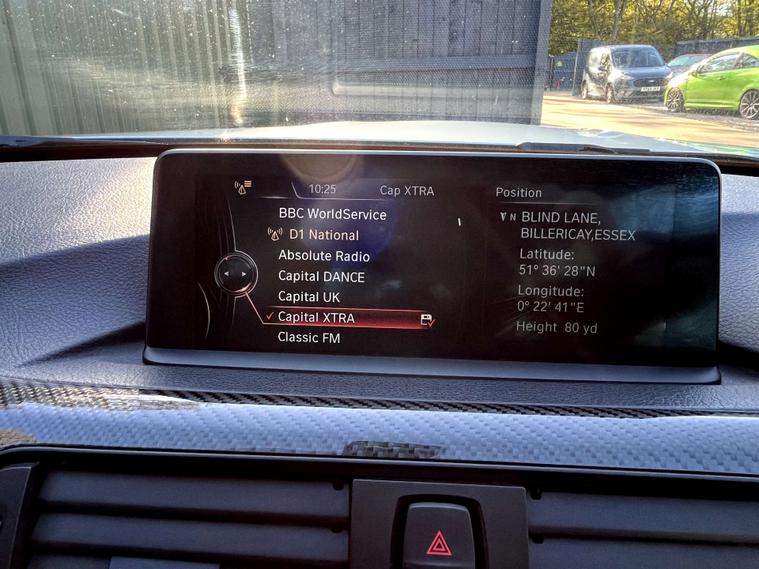 10:25 Cap XTRA
BBC WorldService
D1 National
Absolute Radio
Capital DANCE
Capital UK
Capital XTRA
Classic FM
Position
N BLIND LANE,
BILLERICAY,ESSEX
Latitude:
51° 36' 28"N
Longitude:
0° 22' 41"E
Height 80 yd